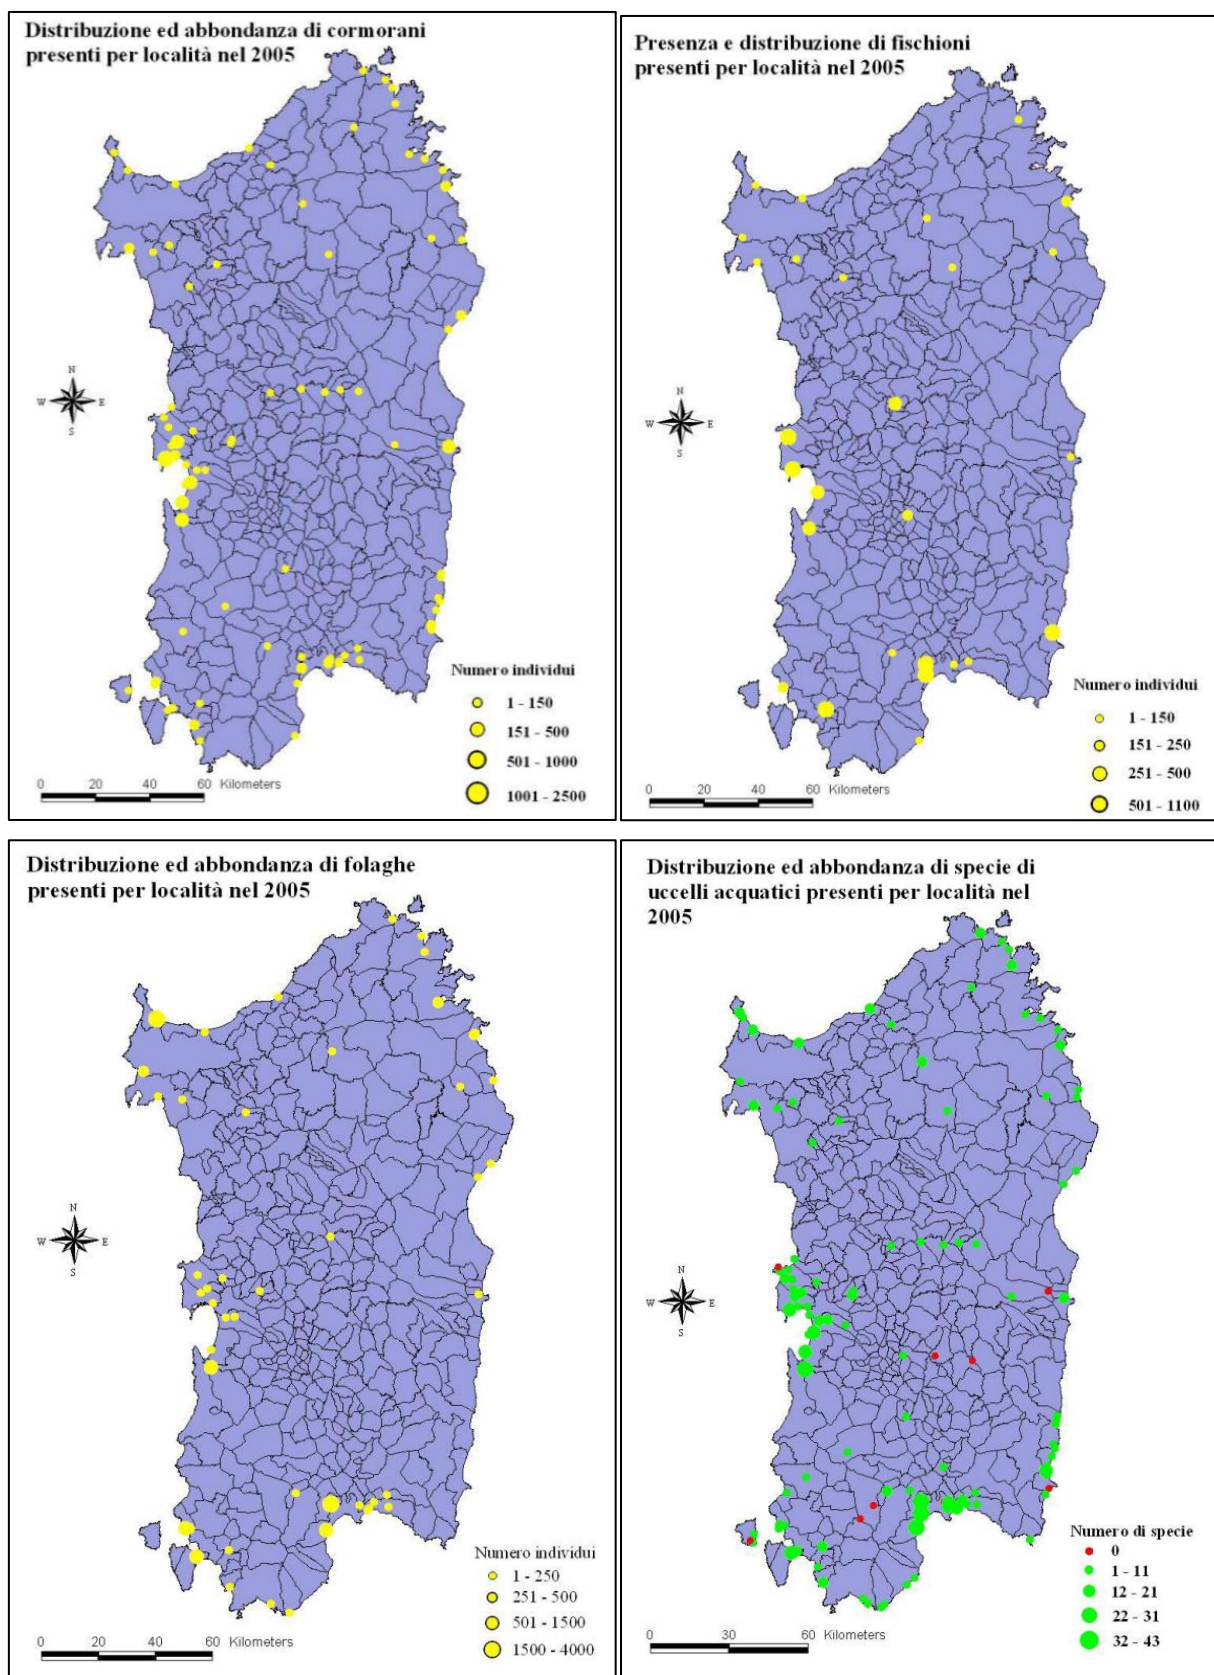 Distribuzione ed abbondanza di cormorani
presenti per località nel 2005
N
W
E
S
Numero individui
1 - 150
151 - 500
501 - 1000
1001 - 2500
0 20 40 60 Kilometers
Presenza e distribuzione di fischioni
presenti per località nel 2005
N
W
E
S
Numero individui
1 - 150
151 - 250
251 - 500
501 - 1100
0 20 40 60 Kilometers
Distribuzione ed abbondanza di folaghe
presenti per località nel 2005
N
W
E
S
Numero individui
1 - 250
251 - 500
501 - 1500
1500 - 4000
0 20 40 60 Kilometers
Distribuzione ed abbondanza di specie di
uccelli acquatici presenti per località nel
2005
N
W
E
S
Numero di specie
0
1 - 11
12 - 21
22 - 31
32 - 43
0 30 60 Kilometers